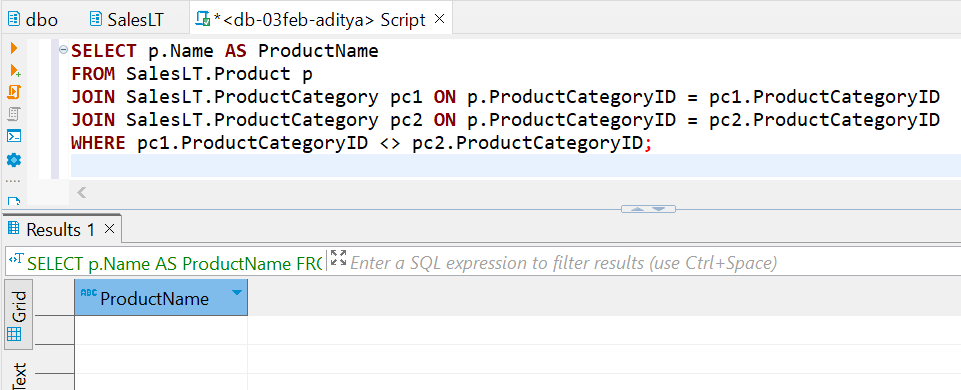 dbo
SalesLT
*<db-03feb-aditya> Script
SELECT p.Name AS ProductName
FROM SalesLT.Product p
JOIN SalesLT.ProductCategory pc1 ON p.ProductCategoryID = pc1.ProductCategoryID
JOIN SalesLT.ProductCategory pc2 ON p.ProductCategoryID = pc2.ProductCategoryID
WHERE pc1.ProductCategoryID <> pc2.ProductCategoryID;
Results 1
SELECT p.Name AS ProductName FRO
Enter a SQL expression to filter results (use Ctrl+Space)
Grid
ABC ProductName
Text